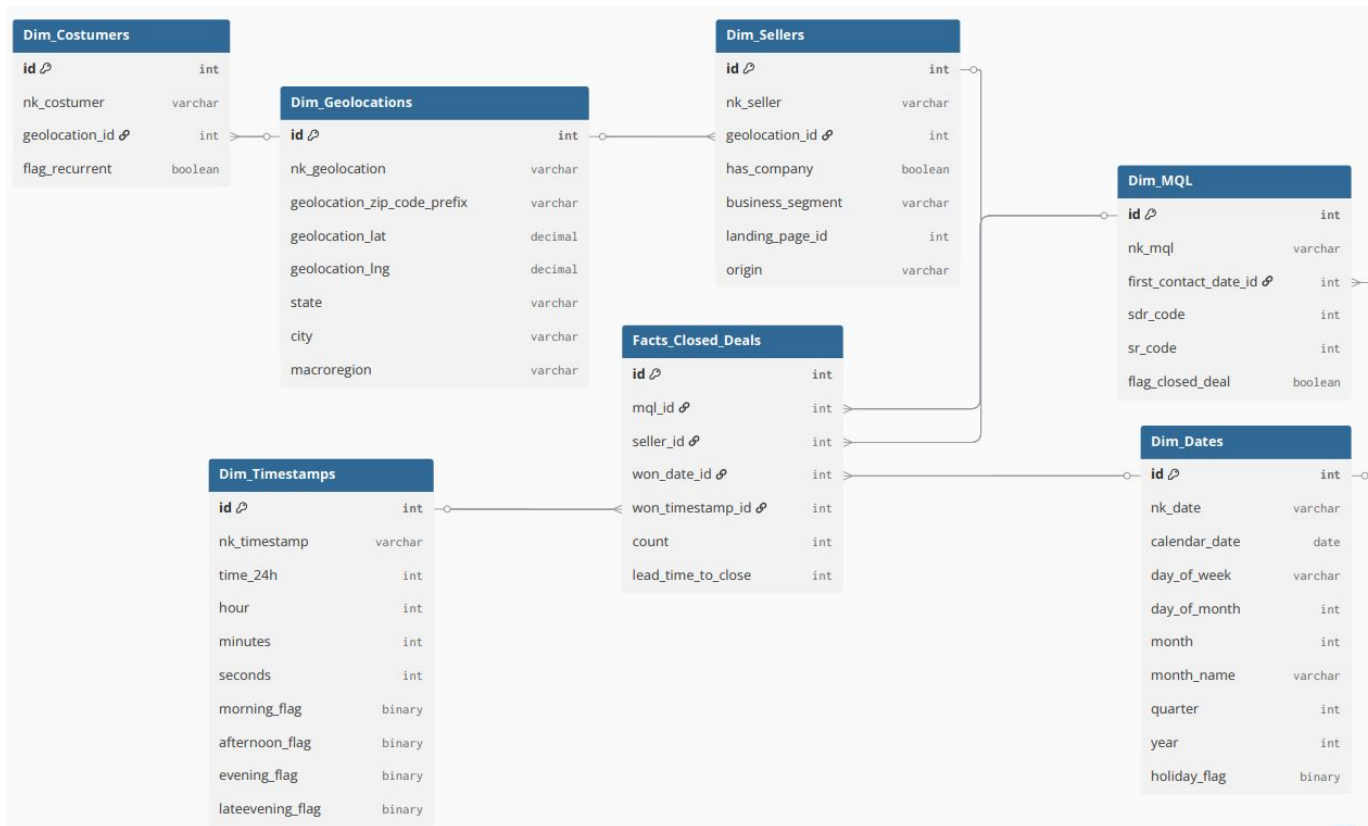 Dim_Costumers
id int
nk_costumer varchar
geolocation_id int
flag_recurrent boolean
Dim_Geolocations
id int
nk_geolocation varchar
geolocation_zip_code_prefix varchar
geolocation_lat decimal
geolocation_lng decimal
state varchar
city varchar
macroregion varchar
Dim_Sellers
id int
nk_seller varchar
geolocation_id int
has_company boolean
business_segment varchar
landing_page_id int
origin varchar
Dim_MQL
id int
nk_mql varchar
first_contact_date_id int
sdr_code int
sr_code int
flag_closed_deal boolean
Facts_Closed_Deals
id int
mql_id int
seller_id int
won_date_id int
won_timestamp_id int
count int
lead_time_to_close int
Dim_Timestamps
id int
nk_timestamp varchar
time_24h int
hour int
minutes int
seconds int
morning_flag binary
afternoon_flag binary
evening_flag binary
lateevening_flag binary
Dim_Dates
id int
nk_date varchar
calendar_date date
day_of_week varchar
day_of_month int
month int
month_name varchar
quarter int
year int
holiday_flag binary